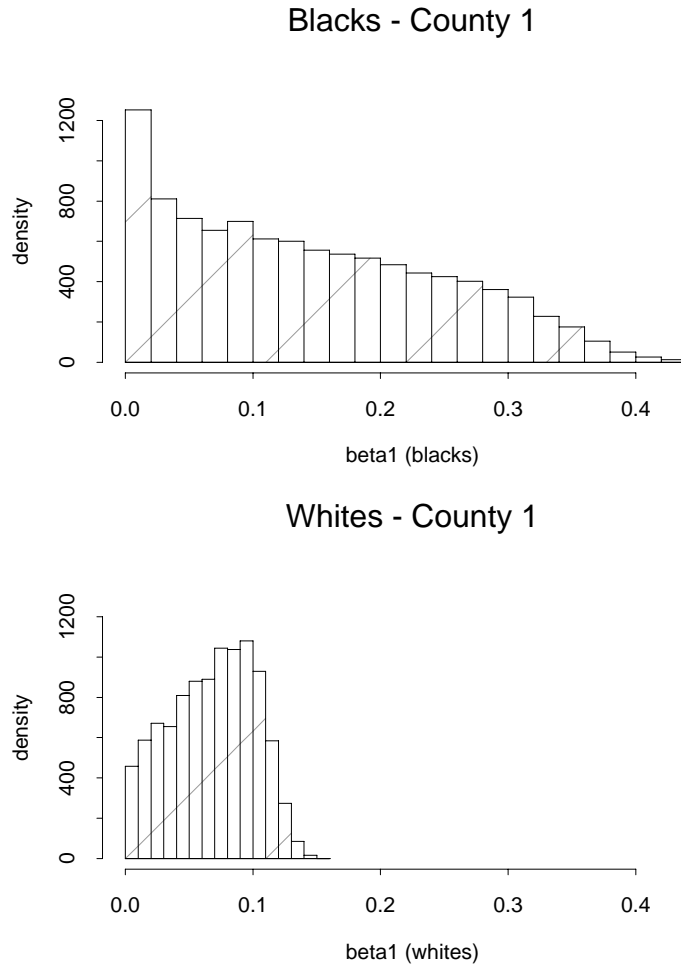 Blacks - County 1
density
1200
800
400
0
0.0 0.1 0.2 0.3 0.4
beta1 (blacks)
Whites - County 1
density
1200
800
400
0
0.0 0.1 0.2 0.3 0.4
beta1 (whites)